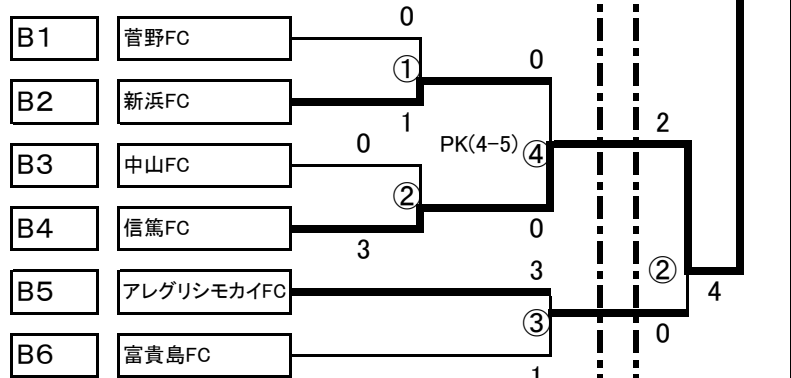 0
B1 菅野FC
① 0
B2 新浜FC
1 2
0 PK(4-5) ④
B3 中山FC
②
B4 信篤FC 0
3
3 ②
B5 アレグリシモカイFC 4
③ 0
B6 富貴島FC
1